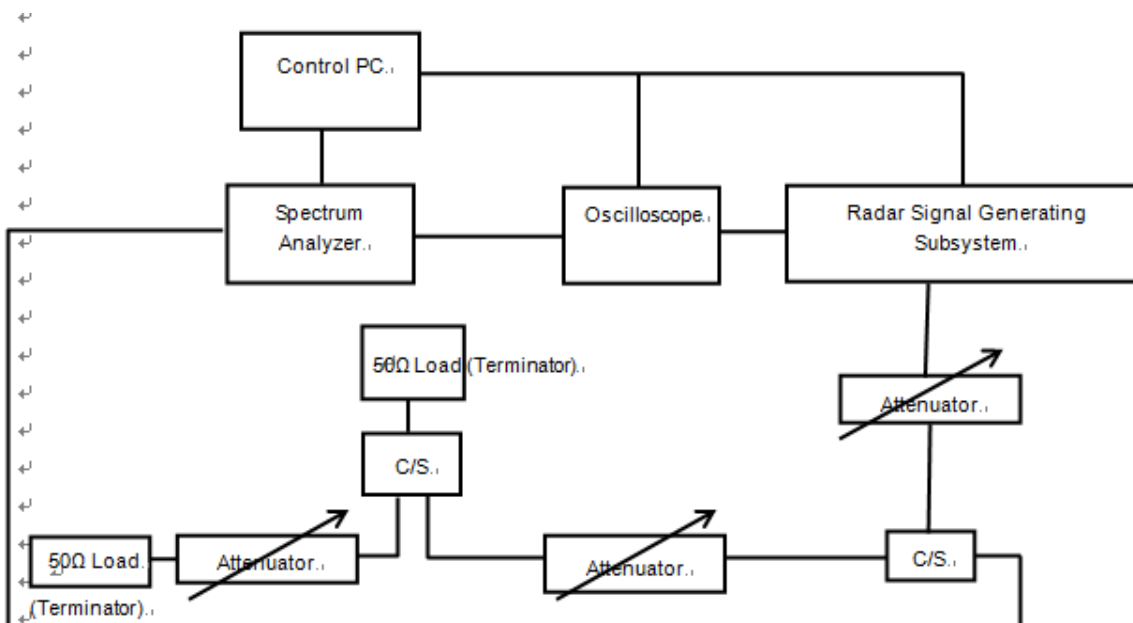 Control PC.
Spectrum
Analyzer.
Oscilloscope.
Radar Signal Generating
Subsystem.
50Ω Load (Terminator).
Attenuator.
C/S.
50Ω Load.
(Terminator).
Attenuator.
Attenuator.
C/S.